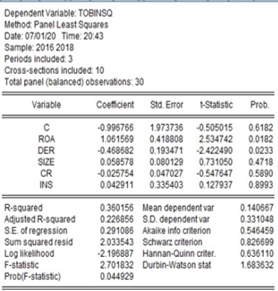 Dependent Variable: TOBINSQ
Method: Panel Least Squares
Date: 07/01/20 Time: 20:43
Sample: 2016 2018
Periods included: 3
Cross-sections included: 10
Total panel (balanced) observations: 30
Variable Coefficient Std. Error t-Statistic Prob.
C -0.996766 1.973736 -0.505015 0.6182
ROA 1.061569 0.418808 2.534742 0.0182
DER -0.468682 0.193471 -2.422490 0.0233
SIZE 0.058578 0.080129 0.731050 0.4718
CR -0.025754 0.047027 -0.547647 0.5890
INS 0.042911 0.335403 0.127937 0.8993
R-squared 0.360156 Mean dependent var 0.140667
Adjusted R-squared 0.226856 S.D. dependent var 0.331048
S.E. of regression 0.291086 Akaike info criterion 0.546459
Sum squared resid 2.033543 Schwarz criterion 0.826699
Log likelihood -2.196887 Hannan-Quinn criter. 0.636110
F-statistic 2.701832 Durbin-Watson stat 1.683632
Prob(F-statistic) 0.044929